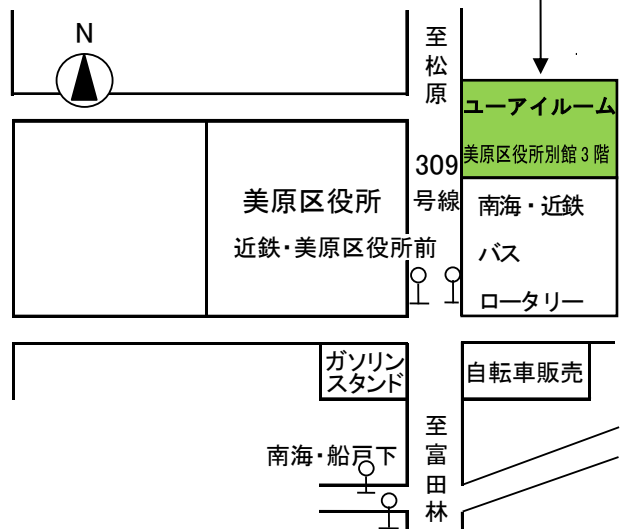 N
至松原
ユーアイルーム
美原区役所別館3階
309
号線
美原区役所
近鉄・美原区役所前
南海・近鉄
バス
ロータリー
ガソリン
スタンド
自転車販売
至富田林
南海・船戸下